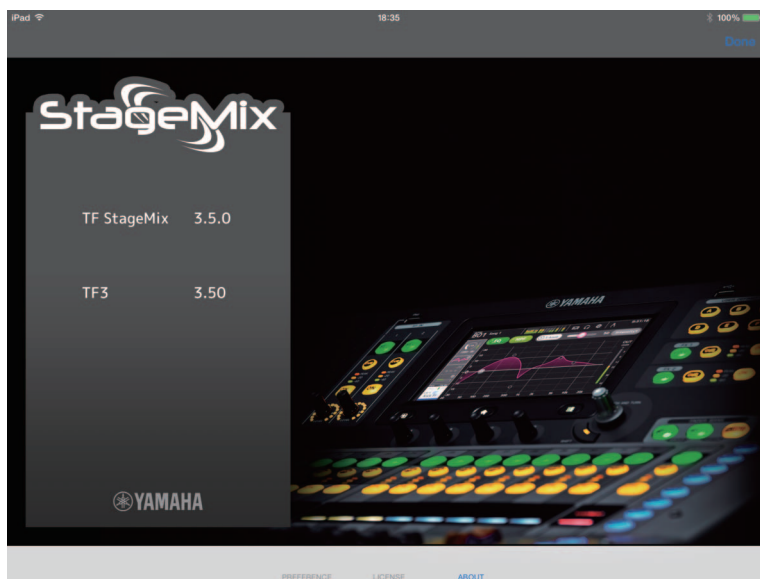 iPad 18:35 100%
Done
StageMix
TF StageMix 3.5.0
TF3 3.50
YAMAHA
YAMAHA
PREFERENCE LICENSE ABOUT